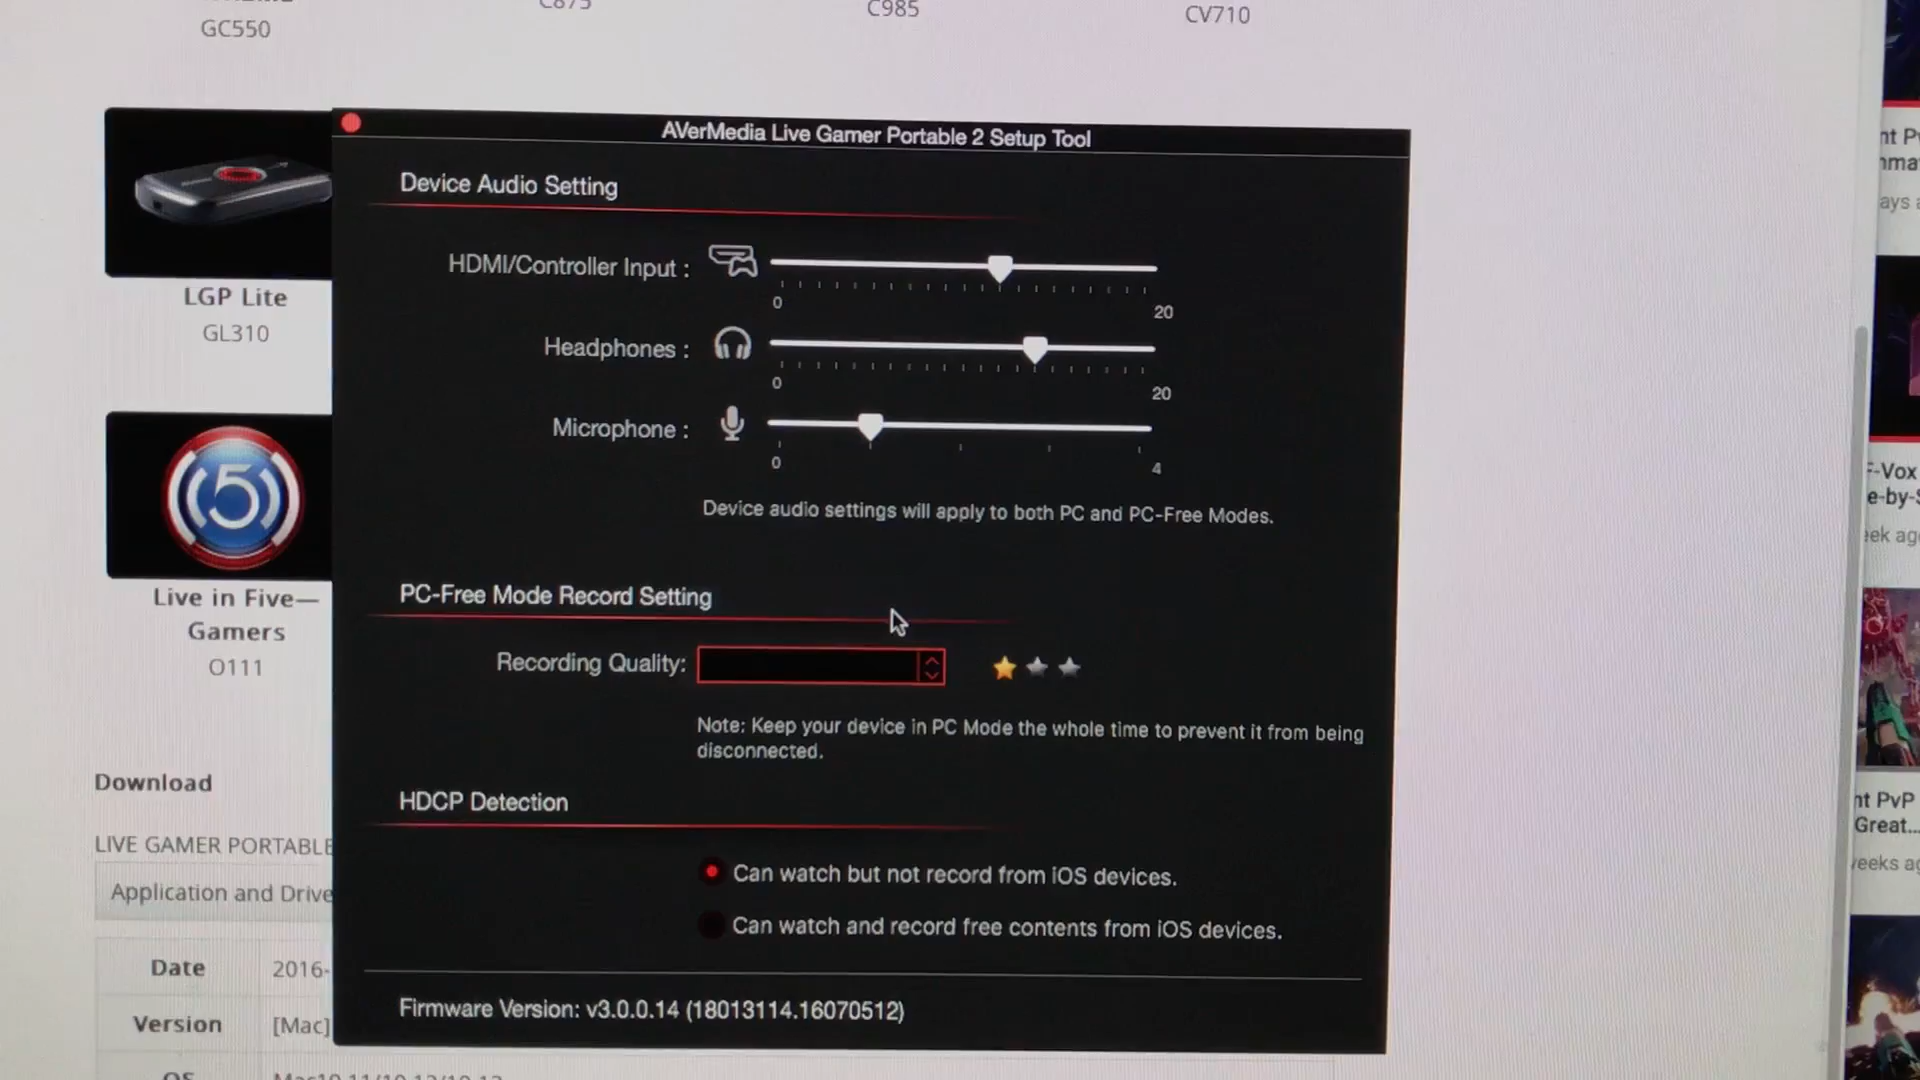 GC550
C985
CV710
AVerMedia Live Gamer Portable 2 Setup Tool
Device Audio Setting
HDMI/Controller Input :
0
20
Headphones :
0
20
Microphone :
0
4
Device audio settings will apply to both PC and PC-Free Modes.
PC-Free Mode Record Setting
Recording Quality:
Note: Keep your device in PC Mode the whole time to prevent it from being
disconnected.
HDCP Detection
Can watch but not record from iOS devices.
Can watch and record free contents from iOS devices.
Firmware Version: v3.0.0.14 (18013114.16070512)
LGP Lite
GL310
5
Live in Five—
Gamers
O111
Download
LIVE GAMER PORTABLE
Application and Drive
Date
2016-
Version
[Mac]
nt PvP
Great...